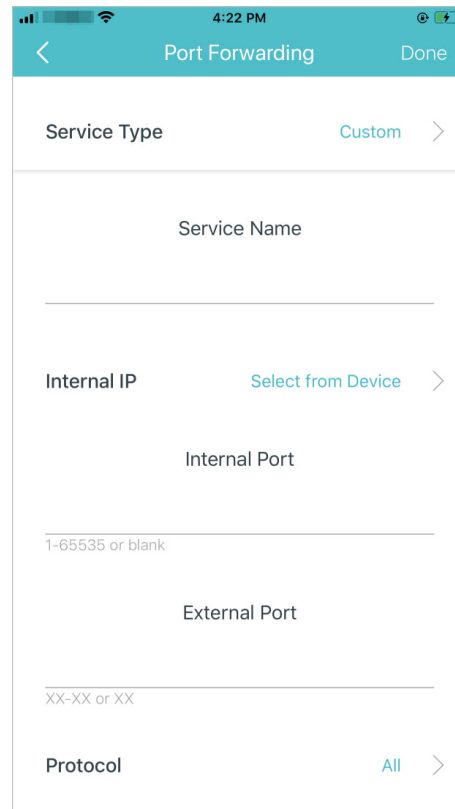 4:22 PM
Port Forwarding Done
Service Type Custom
Service Name
Internal IP Select from Device
Internal Port
1-65535 or blank
External Port
XX-XX or XX
Protocol All